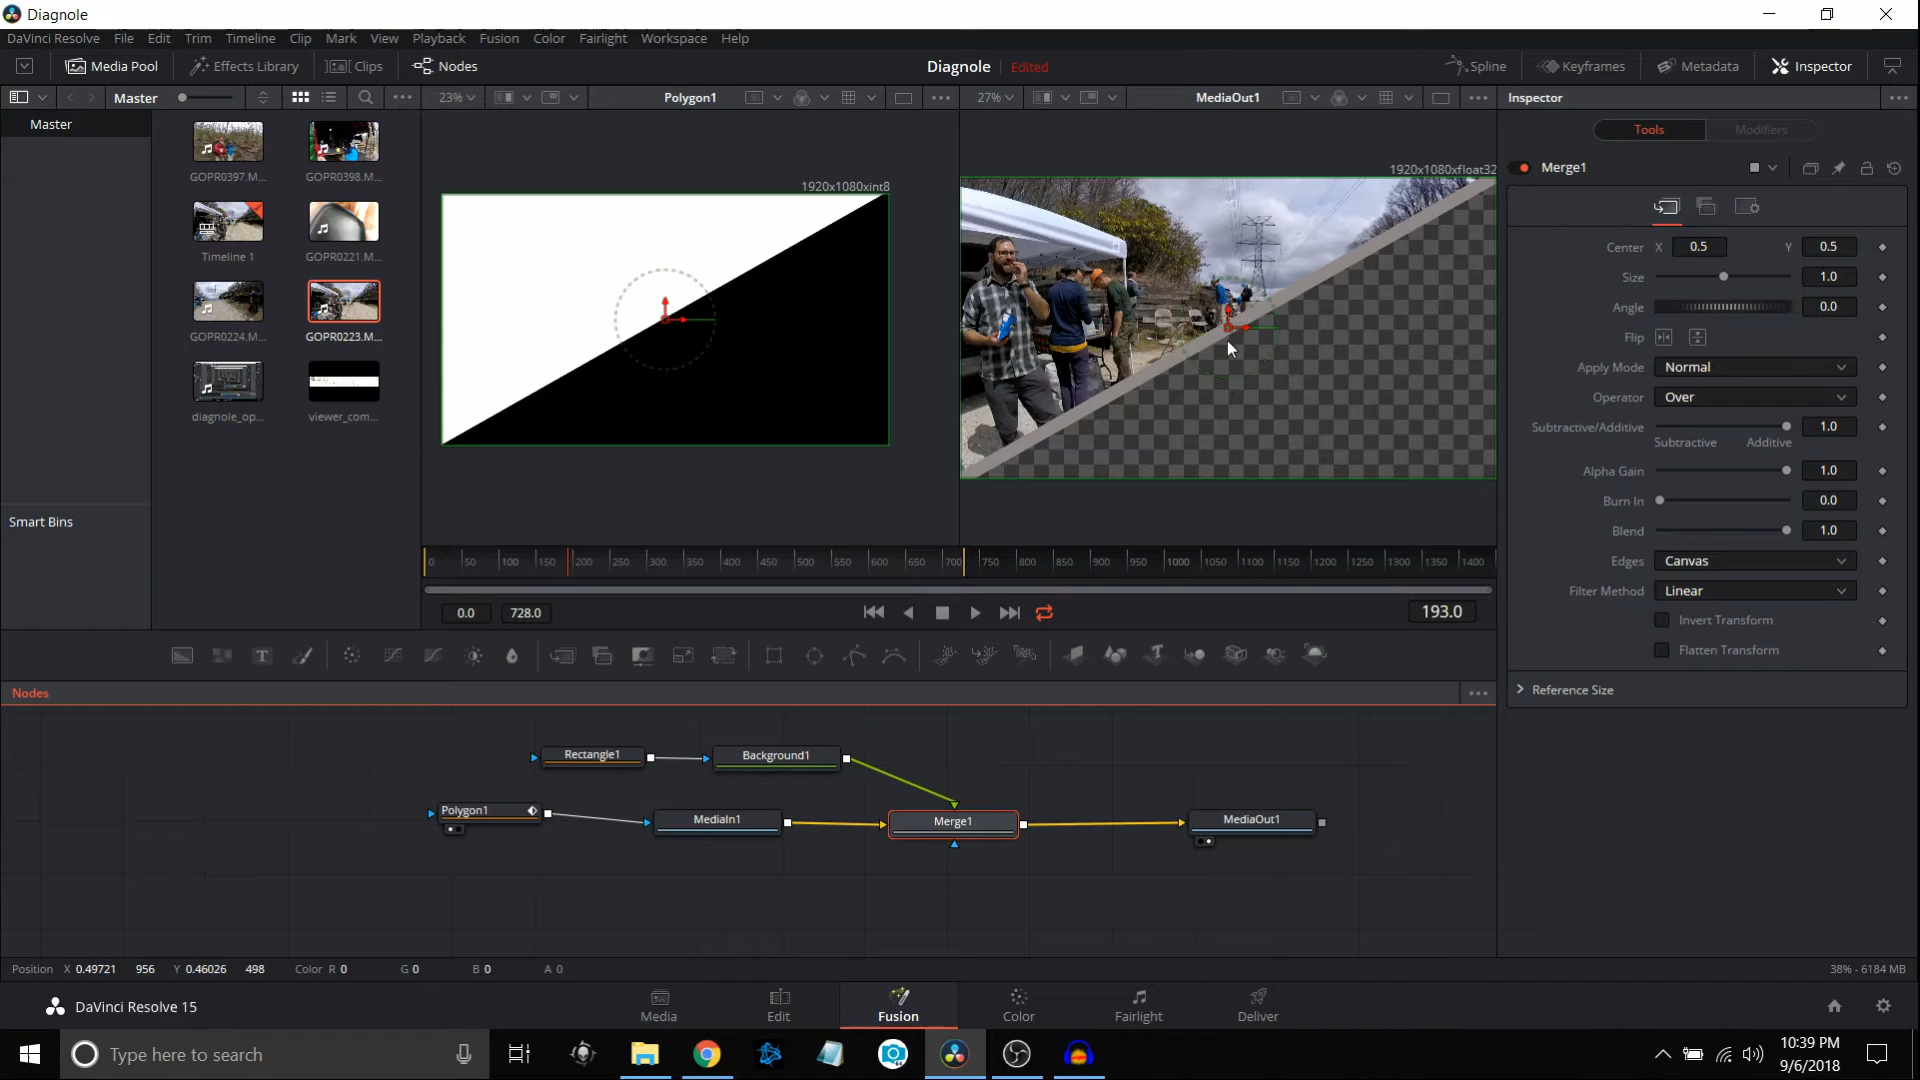 Diagnole
DaVinci Resolve File Edit Trim Timeline Clip Mark View Playback Fusion Color Fairlight Workspace Help
Media Pool Effects Library Clips Nodes Diagnole Edited Spline Keyframes Metadata Inspector
Master 23% Polygon1 27% MediaOut1 Inspector
Master
Tools Modifiers
GOPR0397.M... GOPR0398.M...
1920x1080xint8 1920x1080xfloat32
Merge1
Timeline 1 GOPR0221.M...
Center X 0.5 Y 0.5
Size 1.0
Angle 0.0
GOPR0224.M... GOPR0223.M...
Flip
Apply Mode Normal
Operator Over
diagnole_op... viewer_com...
Subtractive/Additive 1.0
Subtractive Additive
Alpha Gain 1.0
Burn In 0.0
Smart Bins
Blend 1.0
Edges Canvas
0 50 100 150 200 250 300 350 400 450 500 550 600 650 700 750 800 850 900 950 1000 1050 1100 1150 1200 1250 1300 1350 1400
Filter Method Linear
0.0 728.0 193.0
Invert Transform
Flatten Transform
Nodes
Reference Size
Rectangle1 Background1
Polygon1 MediaIn1 Merge1 MediaOut1
Position X 0.49721 956 Y 0.46026 498 Color R 0 G 0 B 0 A 0 38% - 6184 MB
DaVinci Resolve 15 Media Edit Fusion Color Fairlight Deliver
Type here to search
10:39 PM
9/6/2018